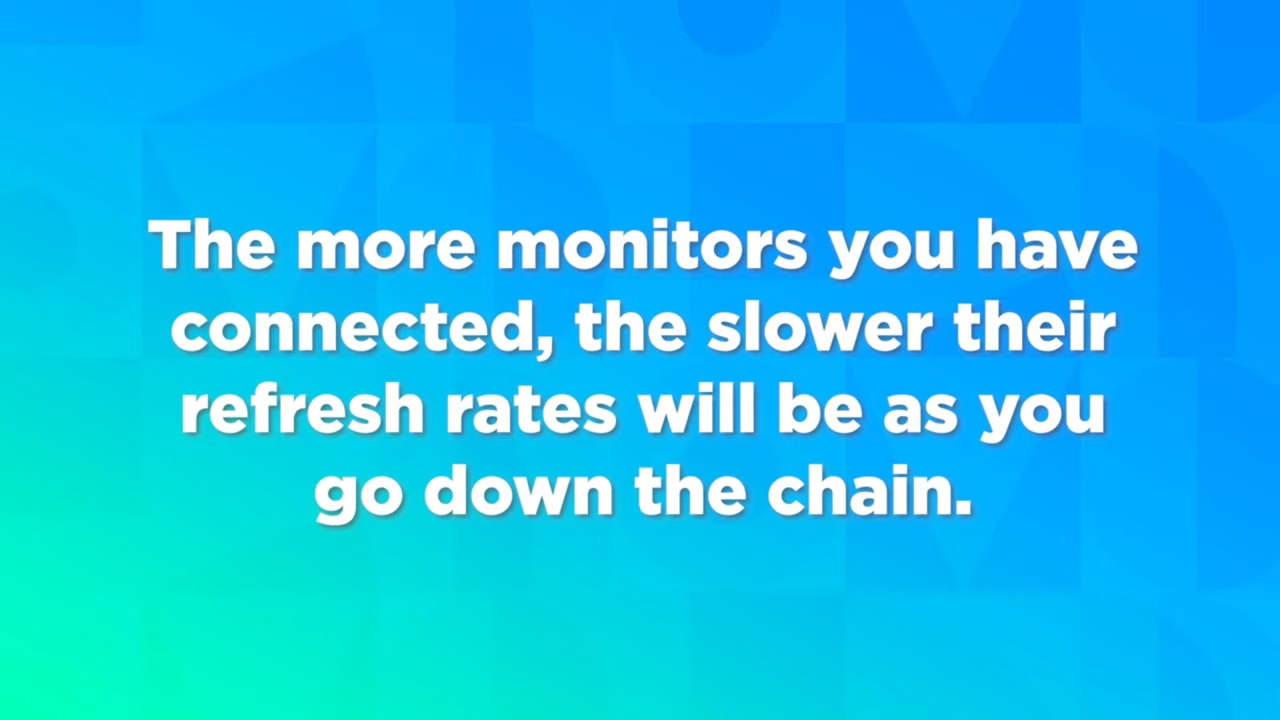 The more monitors you have
connected, the slower their
refresh rates will be as you
go down the chain.